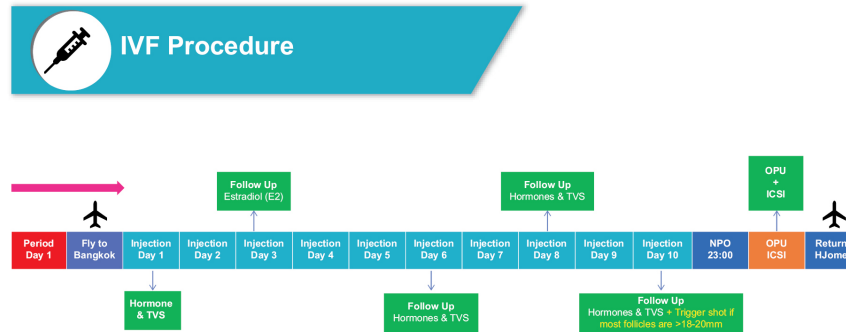 IVF Procedure
OPU
+
ICSI
Follow Up
Estradiol (E2)
Follow Up
Hormones & TVS
Period
Day 1
Fly to
Bangkok
Injection
Day 1
Injection
Day 2
Injection
Day 3
Injection
Day 4
Injection
Day 5
Injection
Day 6
Injection
Day 7
Injection
Day 8
Injection
Day 9
Injection
Day 10
NPO
23:00
OPU
ICSI
Return
HJome
Hormone
& TVS
Follow Up
Hormones & TVS
Follow Up
Hormones & TVS + Trigger shot if
most follicles are >18-20mm